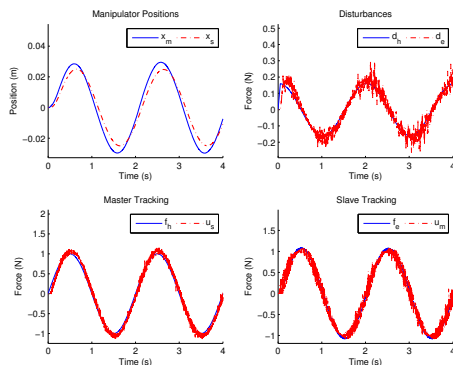 Manipulator Positions
x_m x_s
Position (m)
0.04
0.02
0
−0.02
0 1 2 3 4
Time (s)
Disturbances
d_h d_e
Force (N)
0.5
0.4
0.3
0.2
0.1
0
−0.1
−0.2
0 1 2 3 4
Time (s)
Master Tracking
f_h u_s
Force (N)
2
1.5
1
0.5
0
−0.5
−1
0 1 2 3 4
Time (s)
Slave Tracking
f_e u_m
Force (N)
1.5
1
0.5
0
−0.5
−1
0 1 2 3 4
Time (s)